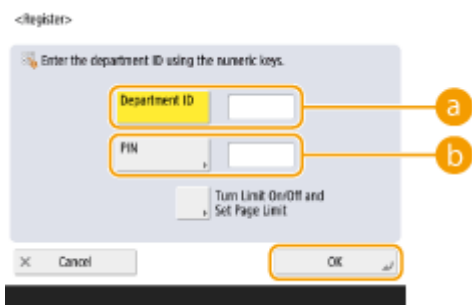 <Register>
Enter the department ID using the numeric keys.
Department ID
a
PIN
b
Turn Limit On/Off and
Set Page Limit
× Cancel
OK